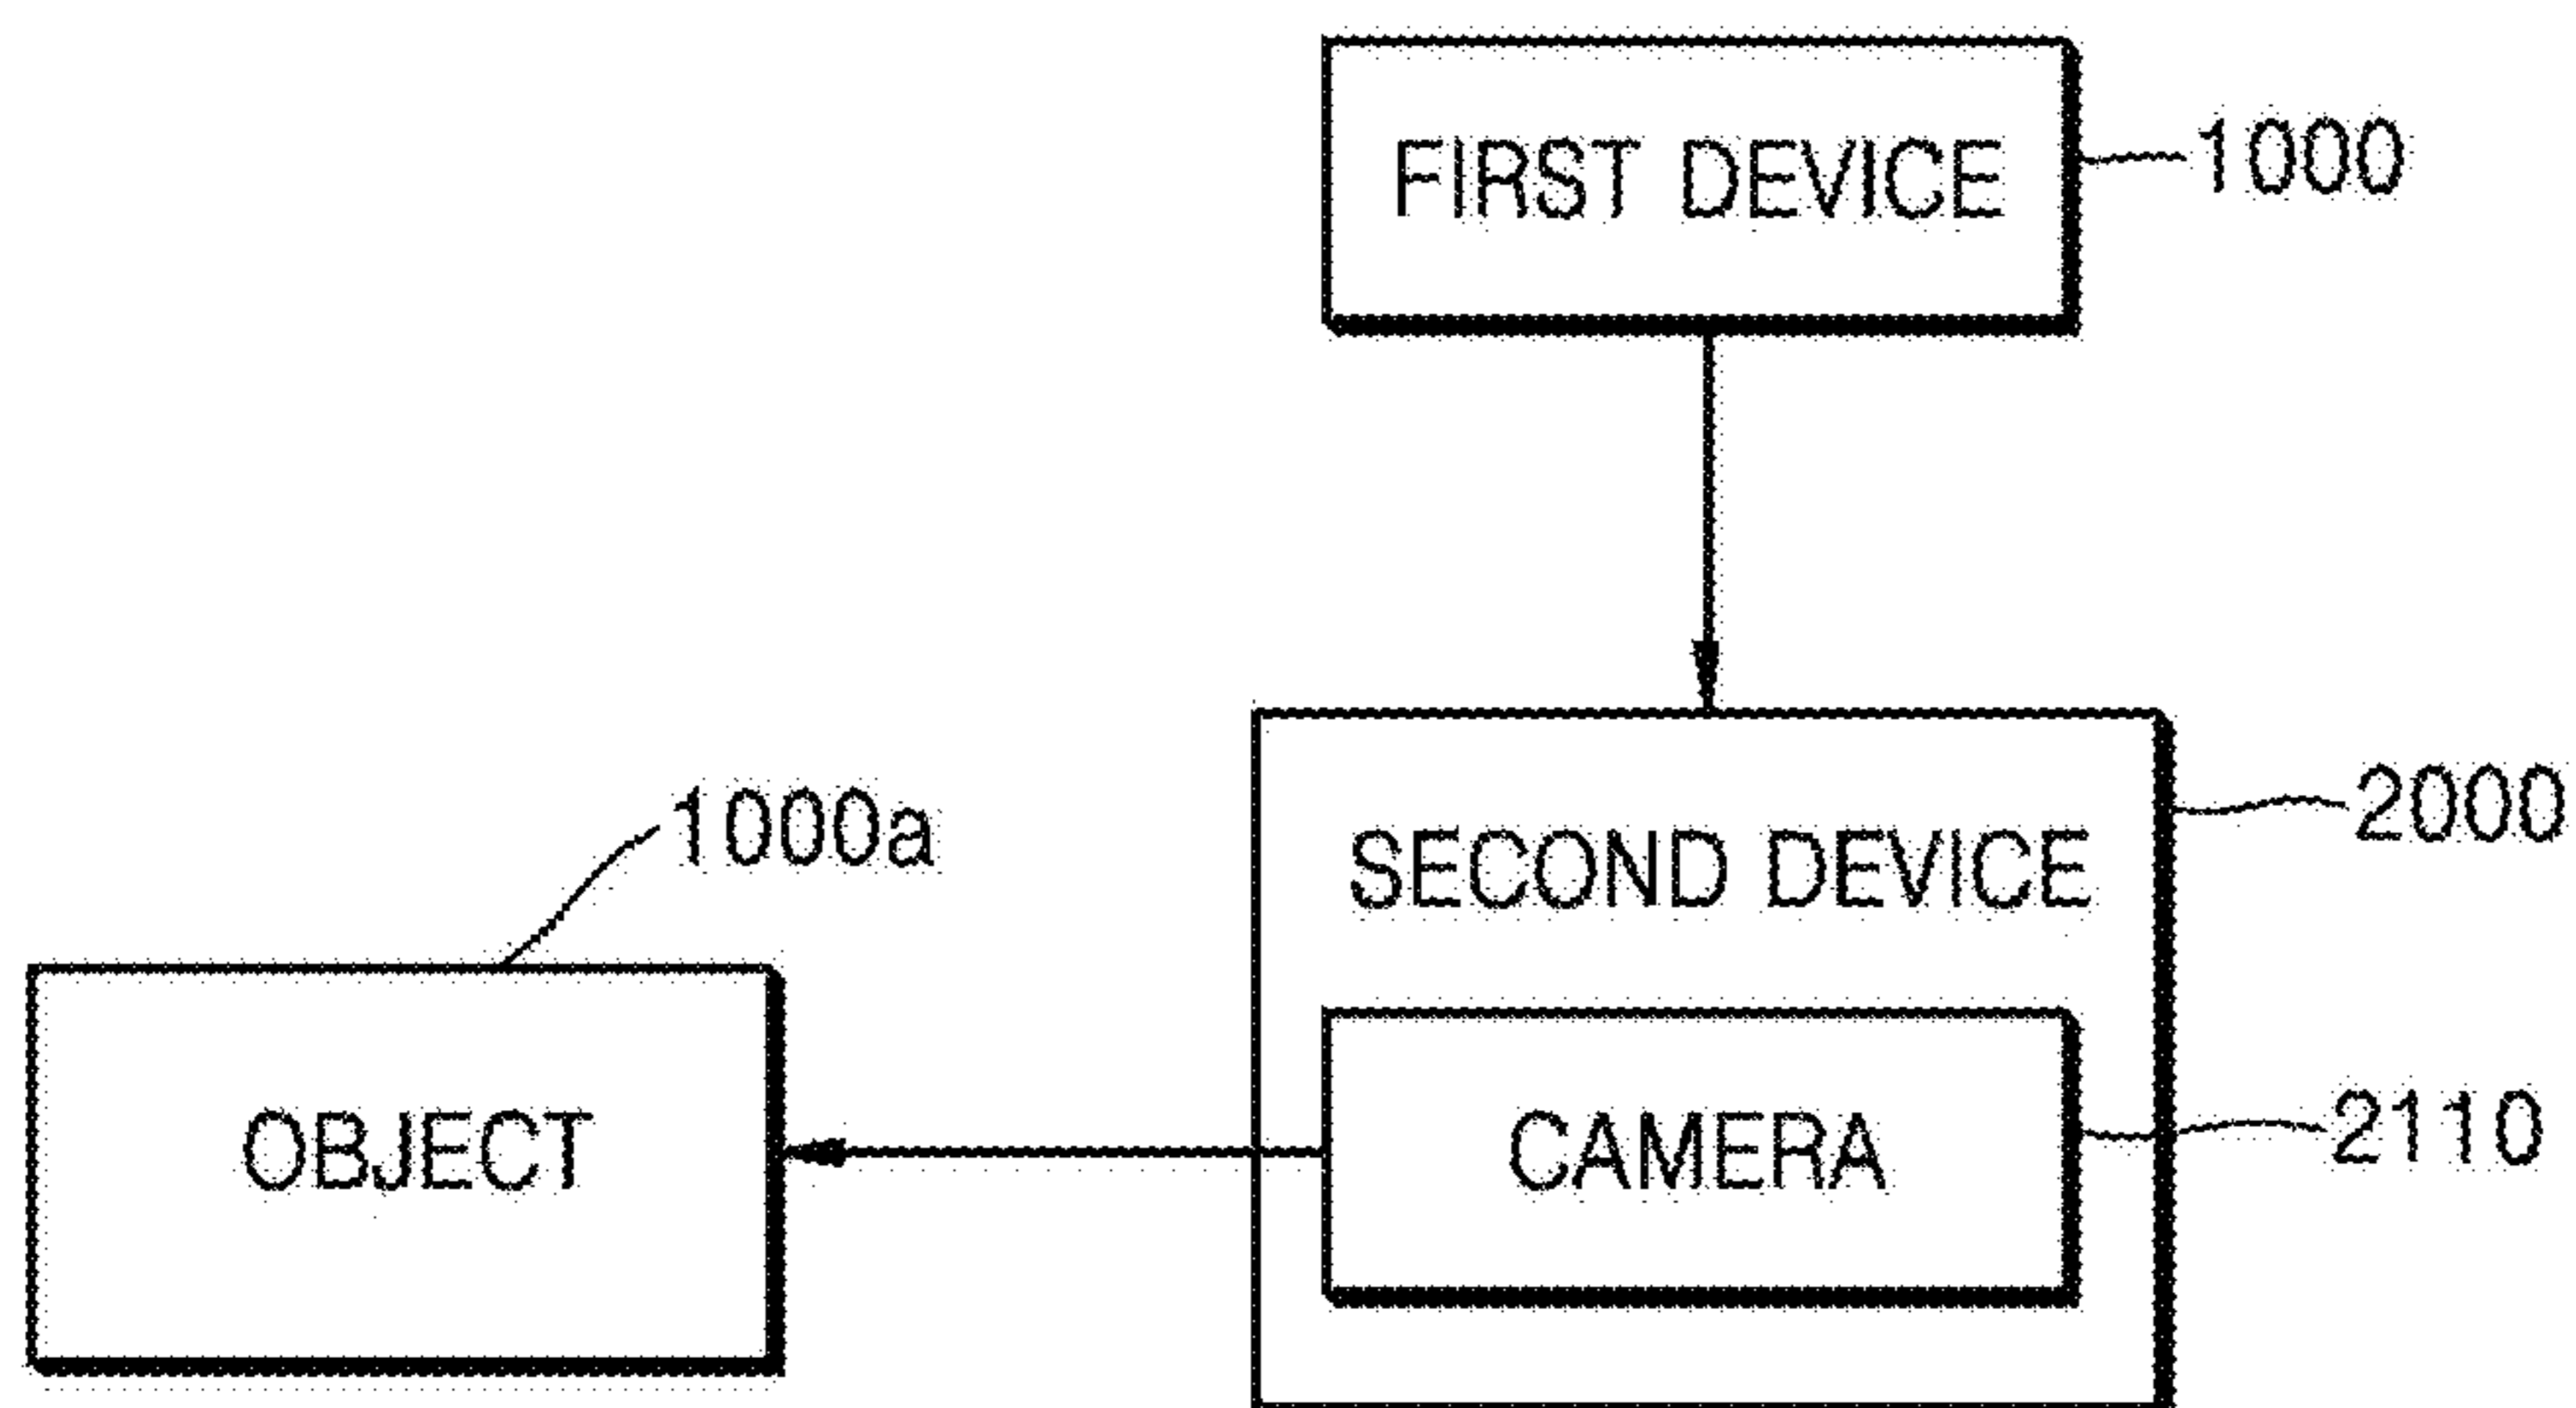 FIRST DEVICE
1000
1000a
2000
SECOND DEVICE
OBJECT
CAMERA
2110